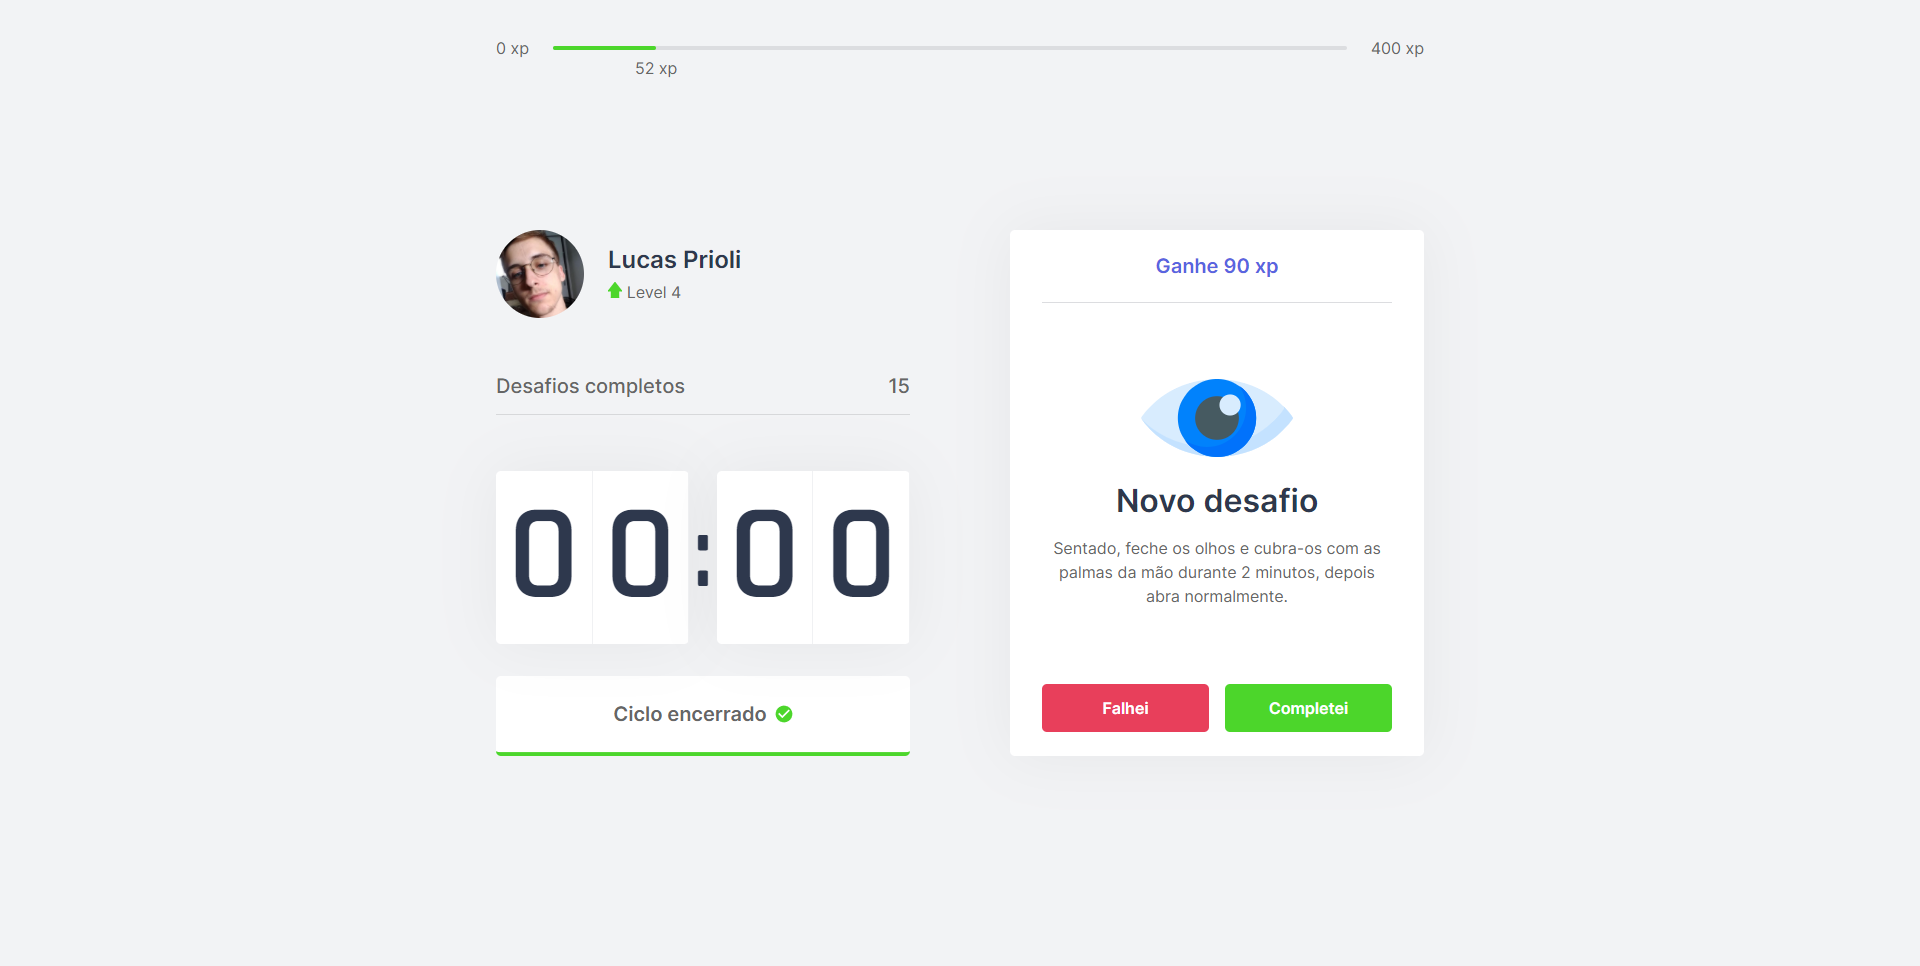 0 xp
400 xp
52 xp
Lucas Prioli
Level 4
Desafios completos
15
00:00
Ciclo encerrado
Ganhe 90 xp
Novo desafio
Sentado, feche os olhos e cubra-os com as
palmas da mão durante 2 minutos, depois
abra normalmente.
Falhei
Completei